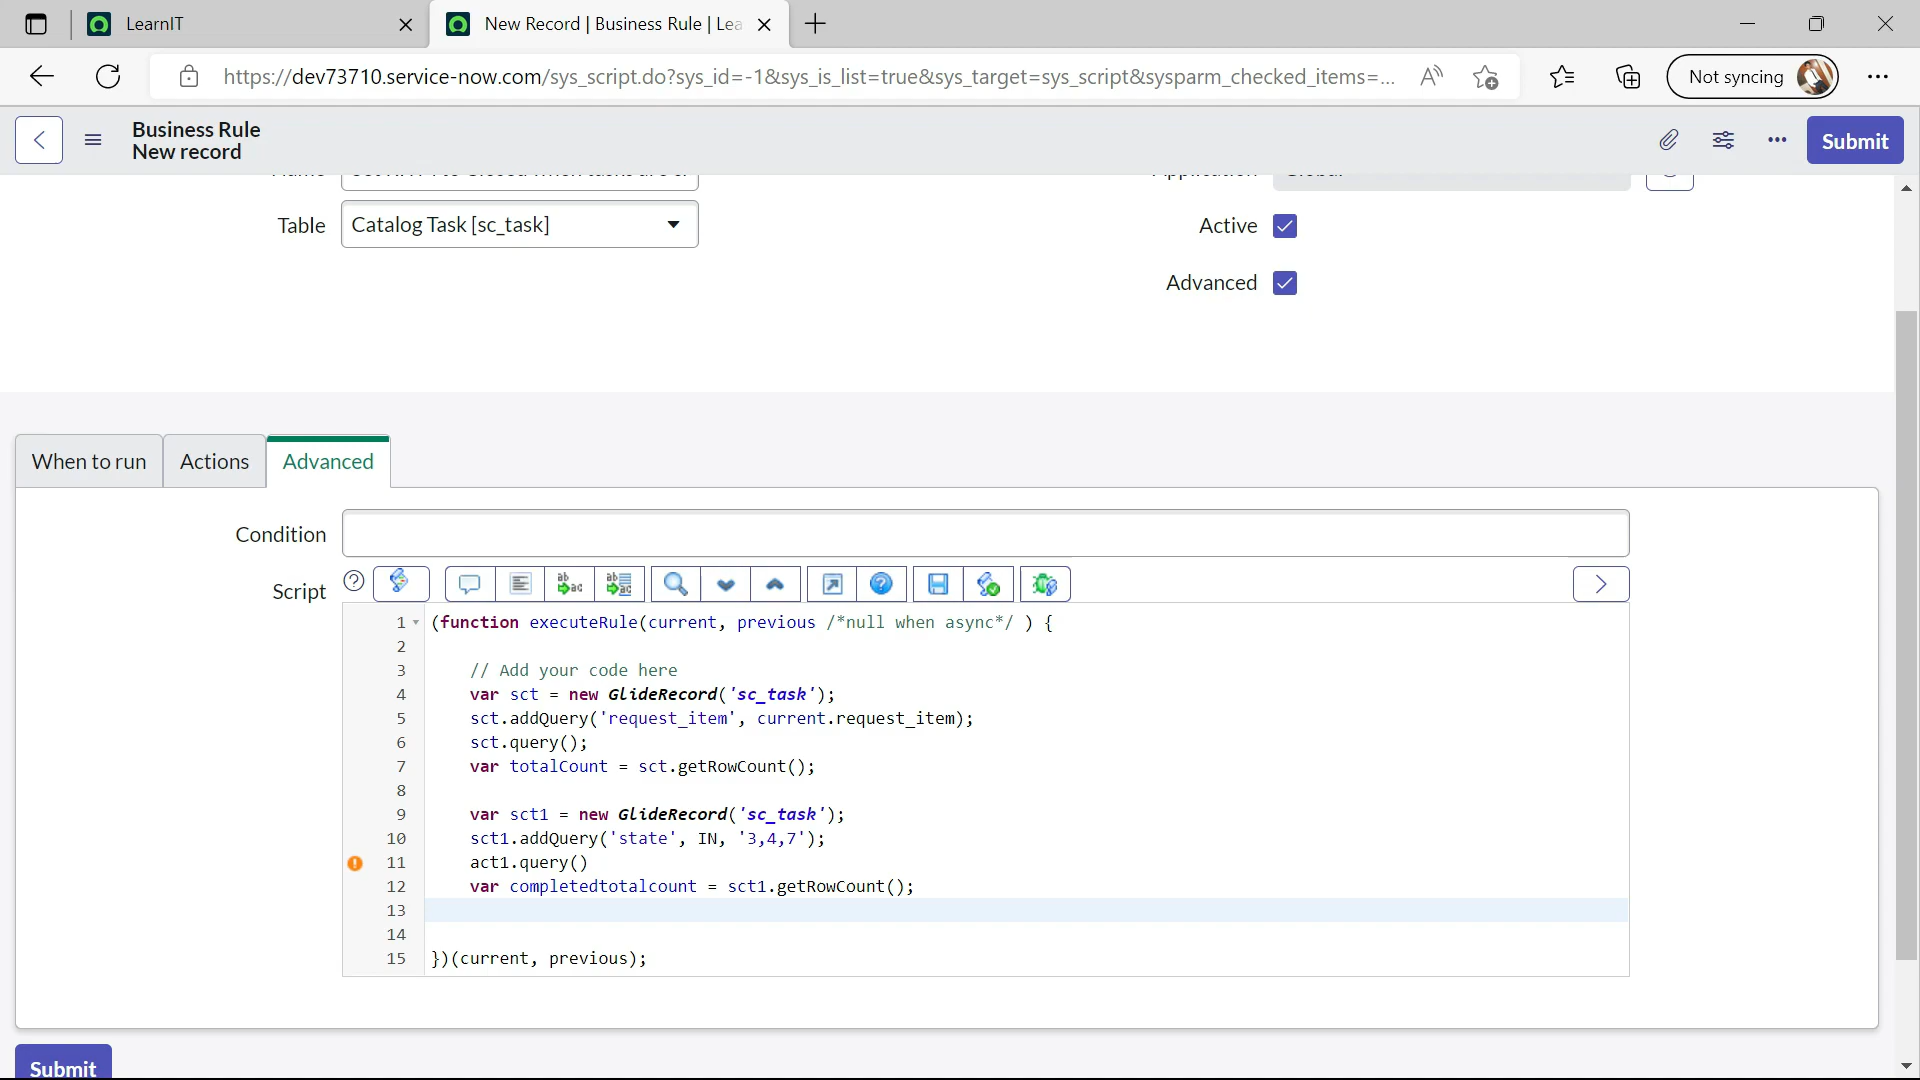 LearnIT
New Record | Business Rule | Lea
https://dev73710.service-now.com/sys_script.do?sys_id=-1&sys_is_list=true&sys_target=sys_script&sysparm_checked_items=...
Not syncing
Business Rule
New record
Submit
Table
Catalog Task [sc_task]
Active
Advanced
When to run
Actions
Advanced
Condition
Script
1 (function executeRule(current, previous /*null when async*/ ) {
2
3 // Add your code here
4 var sct = new GlideRecord('sc_task');
5 sct.addQuery('request_item', current.request_item);
6 sct.query();
7 var totalCount = sct.getRowCount();
8
9 var sct1 = new GlideRecord('sc_task');
10 sct1.addQuery('state', IN, '3,4,7');
11 act1.query()
12 var completedtotalcount = sct1.getRowCount();
13
14
15 })(current, previous);
Submit